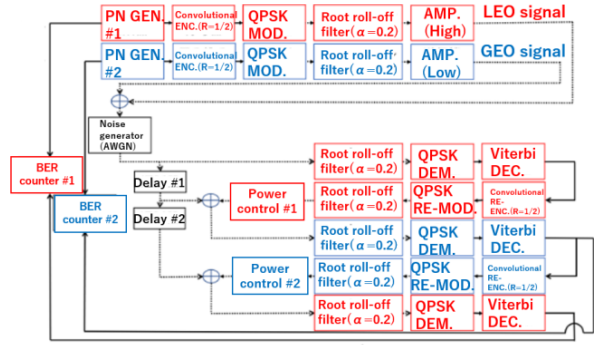 PN GEN. #1
Convolutional ENC.(R=1/2)
QPSK MOD.
Root roll-off filter(α=0.2)
AMP. (High)
LEO signal
PN GEN. #2
Convolutional ENC.(R=1/2)
QPSK MOD.
Root roll-off filter(α=0.2)
AMP. (Low)
GEO signal
Noise generator (AWGN)
BER counter #1
BER counter #2
Delay #1
Delay #2
Root roll-off filter(α=0.2)
QPSK DEM.
Viterbi DEC.
Power control #1
Root roll-off filter(α=0.2)
QPSK RE-MOD.
Convolutional RE-ENC.(R=1/2)
Root roll-off filter(α=0.2)
QPSK DEM.
Viterbi DEC.
Power control #2
Root roll-off filter(α=0.2)
QPSK RE-MOD.
Convolutional RE-ENC.(R=1/2)
Root roll-off filter(α=0.2)
QPSK DEM.
Viterbi DEC.